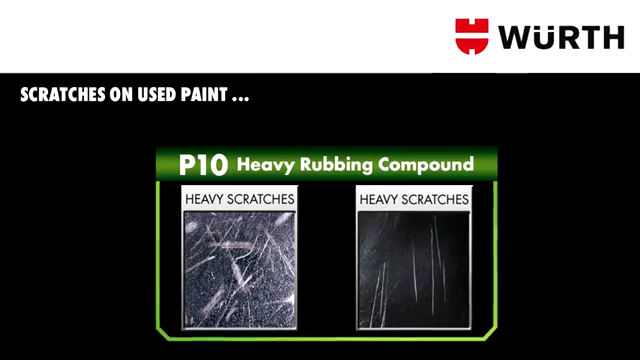 WÜRTH
SCRATCHES ON USED PAINT ...
P10 Heavy Rubbing Compound
HEAVY SCRATCHES
HEAVY SCRATCHES